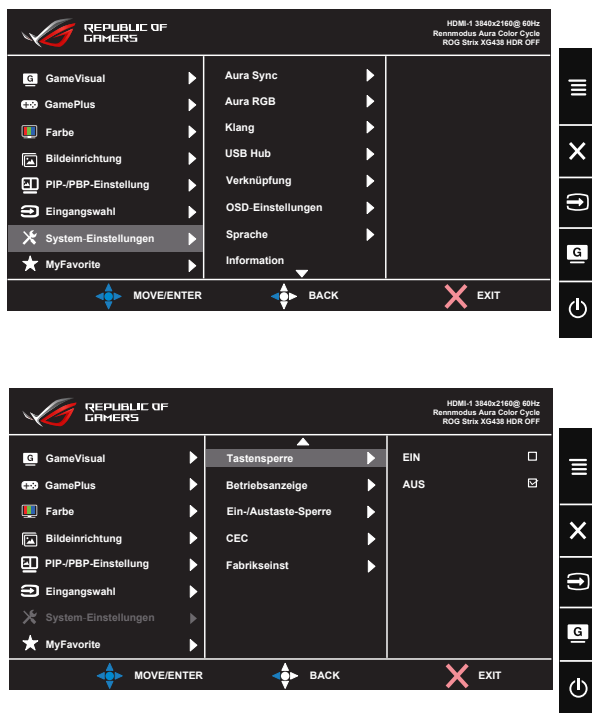 REPUBLIC OF
GAMERS
HDMI-1 3840x2160@ 60Hz
Rennmodus Aura Color Cycle
ROG Strix XG438 HDR OFF
G GameVisual
GamePlus
Farbe
Bildeinrichtung
PIP-/PBP-Einstellung
Eingangswahl
System-Einstellungen
MyFavorite
Aura Sync
Aura RGB
Klang
USB Hub
Verknüpfung
OSD-Einstellungen
Sprache
Information
MOVE/ENTER
BACK
EXIT
G
REPUBLIC OF
GAMERS
HDMI-1 3840x2160@ 60Hz
Rennmodus Aura Color Cycle
ROG Strix XG438 HDR OFF
G GameVisual
GamePlus
Farbe
Bildeinrichtung
PIP-/PBP-Einstellung
Eingangswahl
System-Einstellungen
MyFavorite
Tastensperre
Betriebsanzeige
Ein-/Austaste-Sperre
CEC
Fabrikseinst
EIN
AUS
MOVE/ENTER
BACK
EXIT
G